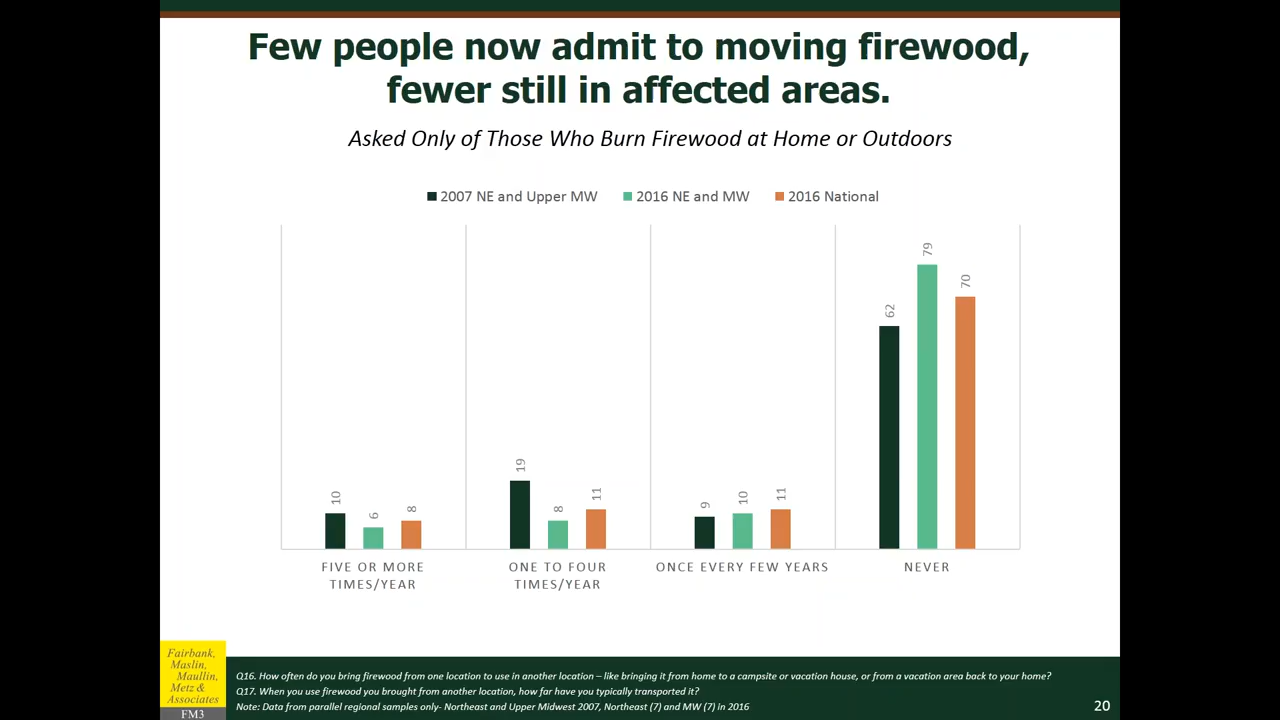 Few people now admit to moving firewood,
fewer still in affected areas.
Asked Only of Those Who Burn Firewood at Home or Outdoors
2007 NE and Upper MW 2016 NE and MW 2016 National
10 6 8 19 8 11 9 10 11 62 79 70
FIVE OR MORE TIMES/YEAR
ONE TO FOUR TIMES/YEAR
ONCE EVERY FEW YEARS
NEVER
Fairbank,
Maslin,
Maullin,
Metz &
Associates
FM3
Q16. How often do you bring firewood from one location to use in another location – like bringing it from home to a campsite or vacation house, or from a vacation area back to your home?
Q17. When you use firewood you brought from another location, how far have you typically transported it?
Note: Data from parallel regional samples only- Northeast and Upper Midwest 2007, Northeast (7) and MW (7) in 2016
20